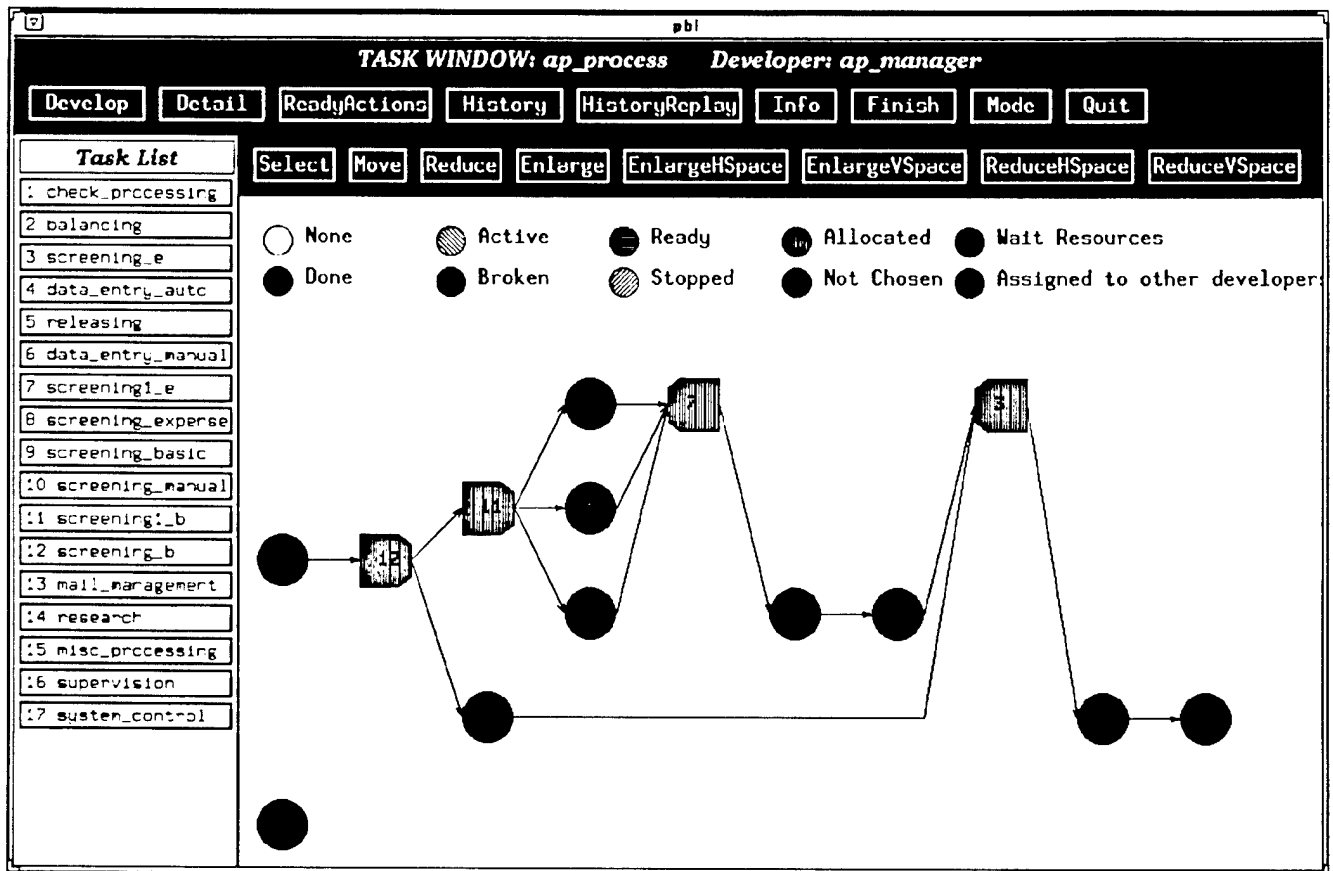 pbi
TASK WINDOW: ap_process Developer: ap_manager
Develop Detail ReadyActions History HistoryReplay Info Finish Mode Quit
Task List
Select Move Reduce Enlarge EnlargeHSpace EnlargeVSpace ReduceHSpace ReduceVSpace
1 check_processing
2 balancing
3 screening_e
4 data_entry_auto
5 releasing
6 data_entry_manual
7 screening1_e
8 screening_expense
9 screening_basic
10 screening_manual
11 screening1_b
12 screening_b
13 mail_management
14 research
15 misc_processing
16 supervision
17 system_control
None Active Ready Allocated Wait Resources
Done Broken Stopped Not Chosen Assigned to other developers
11
12